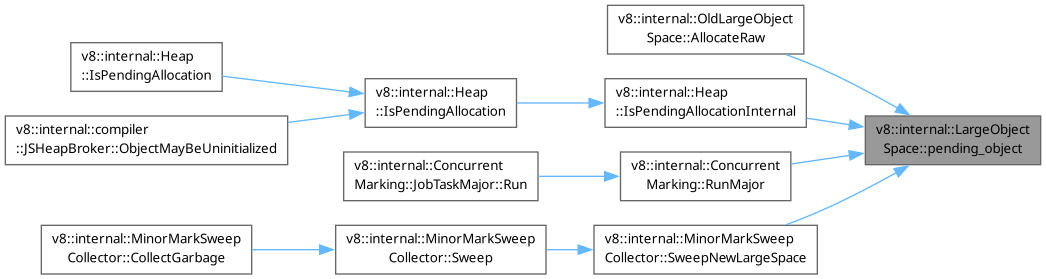 v8::internal::OldLargeObject
Space::AllocateRaw
v8::internal::Heap
::IsPendingAllocation
v8::internal::Heap
::IsPendingAllocation
v8::internal::Heap
::IsPendingAllocationInternal
v8::internal::compiler
::JSHeapBroker::ObjectMayBeUninitialized
v8::internal::LargeObject
Space::pending_object
v8::internal::Concurrent
Marking::JobTaskMajor::Run
v8::internal::Concurrent
Marking::RunMajor
v8::internal::MinorMarkSweep
Collector::CollectGarbage
v8::internal::MinorMarkSweep
Collector::Sweep
v8::internal::MinorMarkSweep
Collector::SweepNewLargeSpace